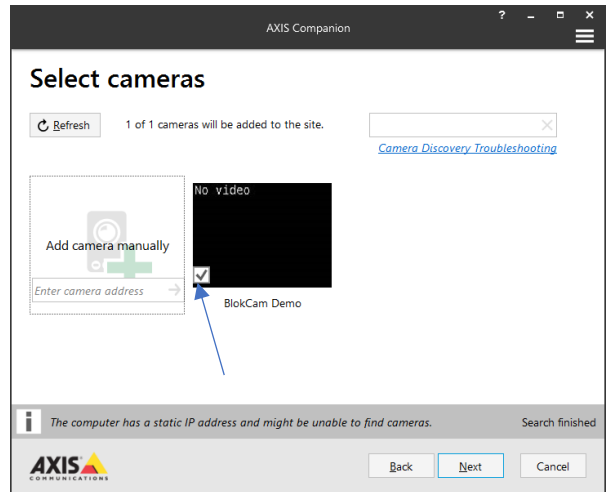 AXIS Companion
?
Select cameras
Refresh
1 of 1 cameras will be added to the site.
Camera Discovery Troubleshooting
No video
Add camera manually
Enter camera address
BlokCam Demo
i
The computer has a static IP address and might be unable to find cameras.
Search finished
AXIS
COMMUNICATIONS
Back
Next
Cancel